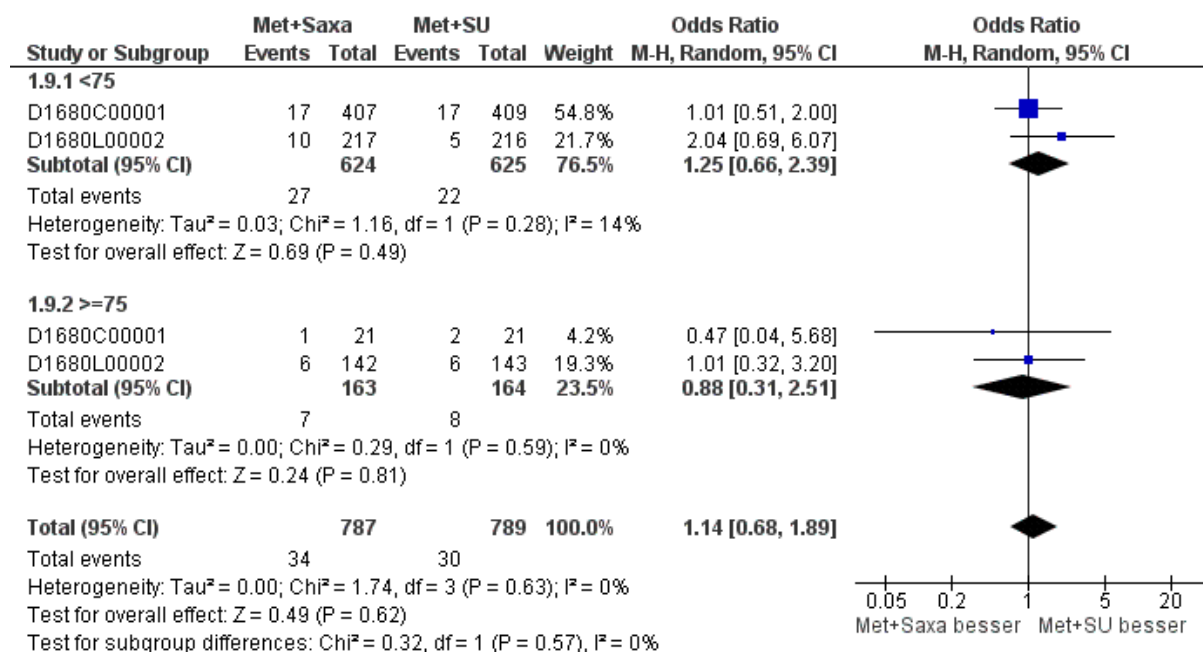 Met+Saxa Met+SU Odds Ratio Odds Ratio
Study or Subgroup Events Total Events Total Weight M-H, Random, 95% CI M-H, Random, 95% CI
1.9.1 <75
D1680C00001 17 407 17 409 54.8% 1.01 [0.51, 2.00]
D1680L00002 10 217 5 216 21.7% 2.04 [0.69, 6.07]
Subtotal (95% CI) 624 625 76.5% 1.25 [0.66, 2.39]
Total events 27 22
Heterogeneity: Tau² = 0.03; Chi² = 1.16, df = 1 (P = 0.28); I² = 14%
Test for overall effect: Z = 0.69 (P = 0.49)
1.9.2 >=75
D1680C00001 1 21 2 21 4.2% 0.47 [0.04, 5.68]
D1680L00002 6 142 6 143 19.3% 1.01 [0.32, 3.20]
Subtotal (95% CI) 163 164 23.5% 0.88 [0.31, 2.51]
Total events 7 8
Heterogeneity: Tau² = 0.00; Chi² = 0.29, df = 1 (P = 0.59); I² = 0%
Test for overall effect: Z = 0.24 (P = 0.81)
Total (95% CI) 787 789 100.0% 1.14 [0.68, 1.89]
Total events 34 30
Heterogeneity: Tau² = 0.00; Chi² = 1.74, df = 3 (P = 0.63); I² = 0%
Test for overall effect: Z = 0.49 (P = 0.62)
Test for subgroup differences: Chi² = 0.32, df = 1 (P = 0.57), I² = 0%
0.05 0.2 1 5 20
Met+Saxa besser Met+SU besser